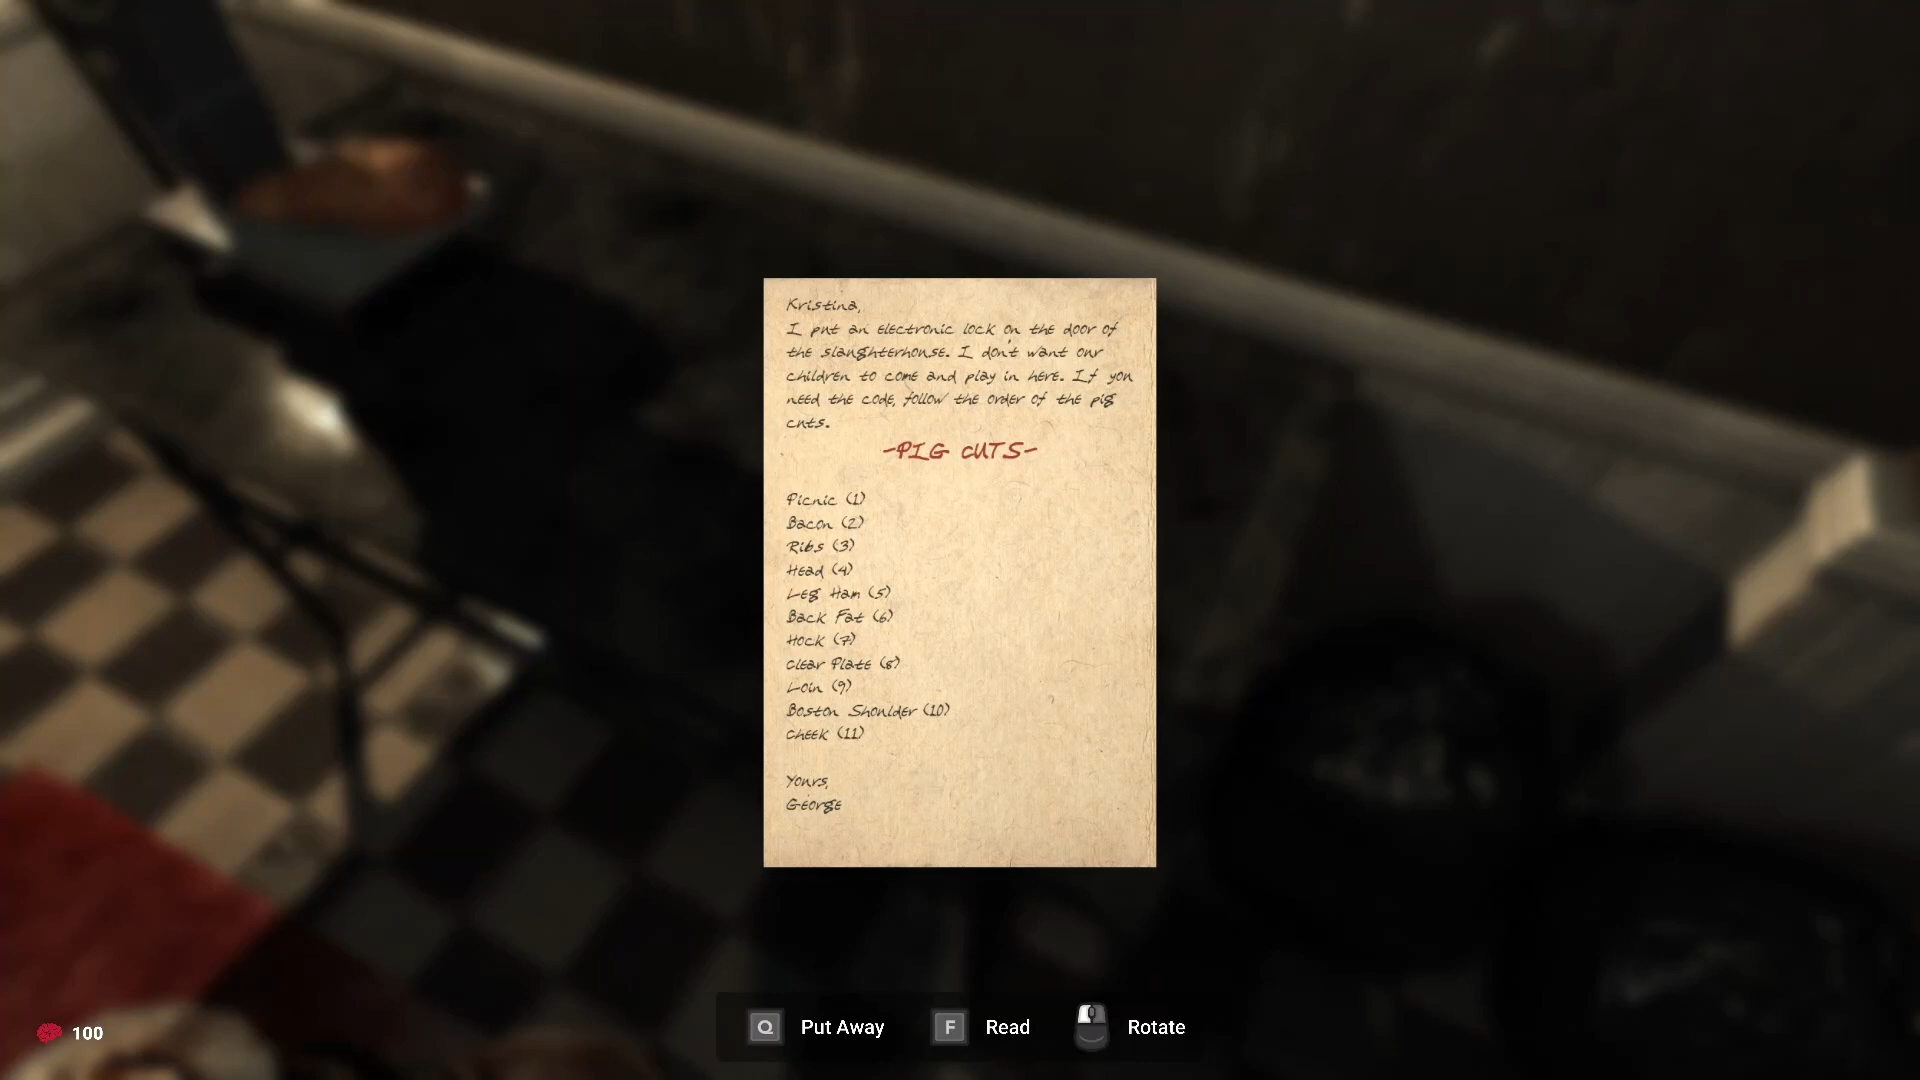 Kristina,
I put an electronic lock on the door of
the slaughterhouse. I don't want our
children to come and play in here. If you
need the code, follow the order of the pig
cuts.
-PIG CUTS-
Picnic (1)
Bacon (2)
Ribs (3)
Head (4)
Leg Ham (5)
Back Fat (6)
Hock (7)
Clear Plate (8)
Loin (9)
Boston Shoulder (10)
Cheek (11)
Yours,
George
100
Q Put Away F Read Rotate